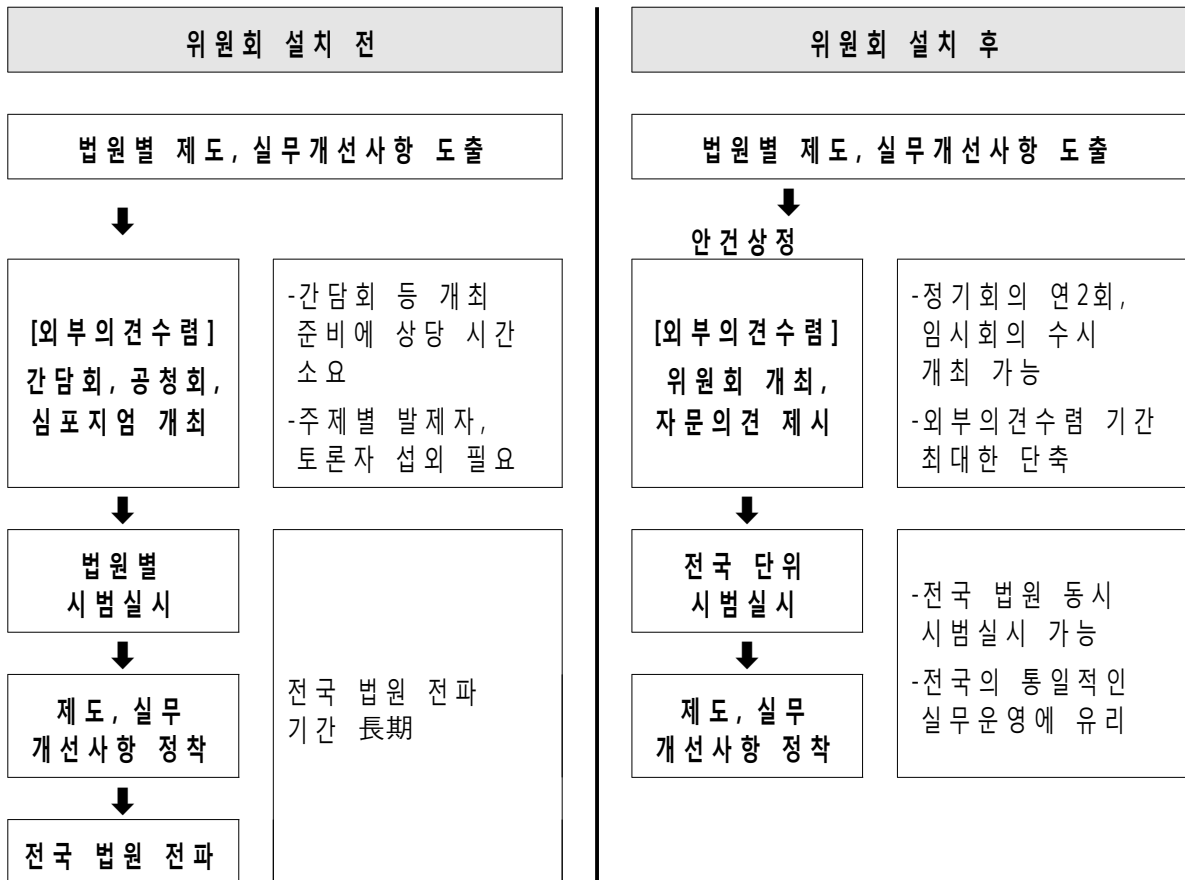 위원회 설치 전
법원별 제도, 실무개선사항 도출
[외부의견수렴]
간담회, 공청회,
심포지엄 개최
-간담회 등 개최
준비에 상당 시간
소요
-주제별 발제자,
토론자 섭외 필요
법원별
시범실시
제도, 실무
개선사항 정착
전국 법원 전파
전국 법원 전파
기간 長期
위원회 설치 후
법원별 제도, 실무개선사항 도출
안건상정
[외부의견수렴]
위원회 개최,
자문의견 제시
-정기회의 연2회,
임시회의 수시
개최 가능
-외부의견수렴 기간
최대한 단축
전국 단위
시범실시
제도, 실무
개선사항 정착
-전국 법원 동시
시범실시 가능
-전국의 통일적인
실무운영에 유리